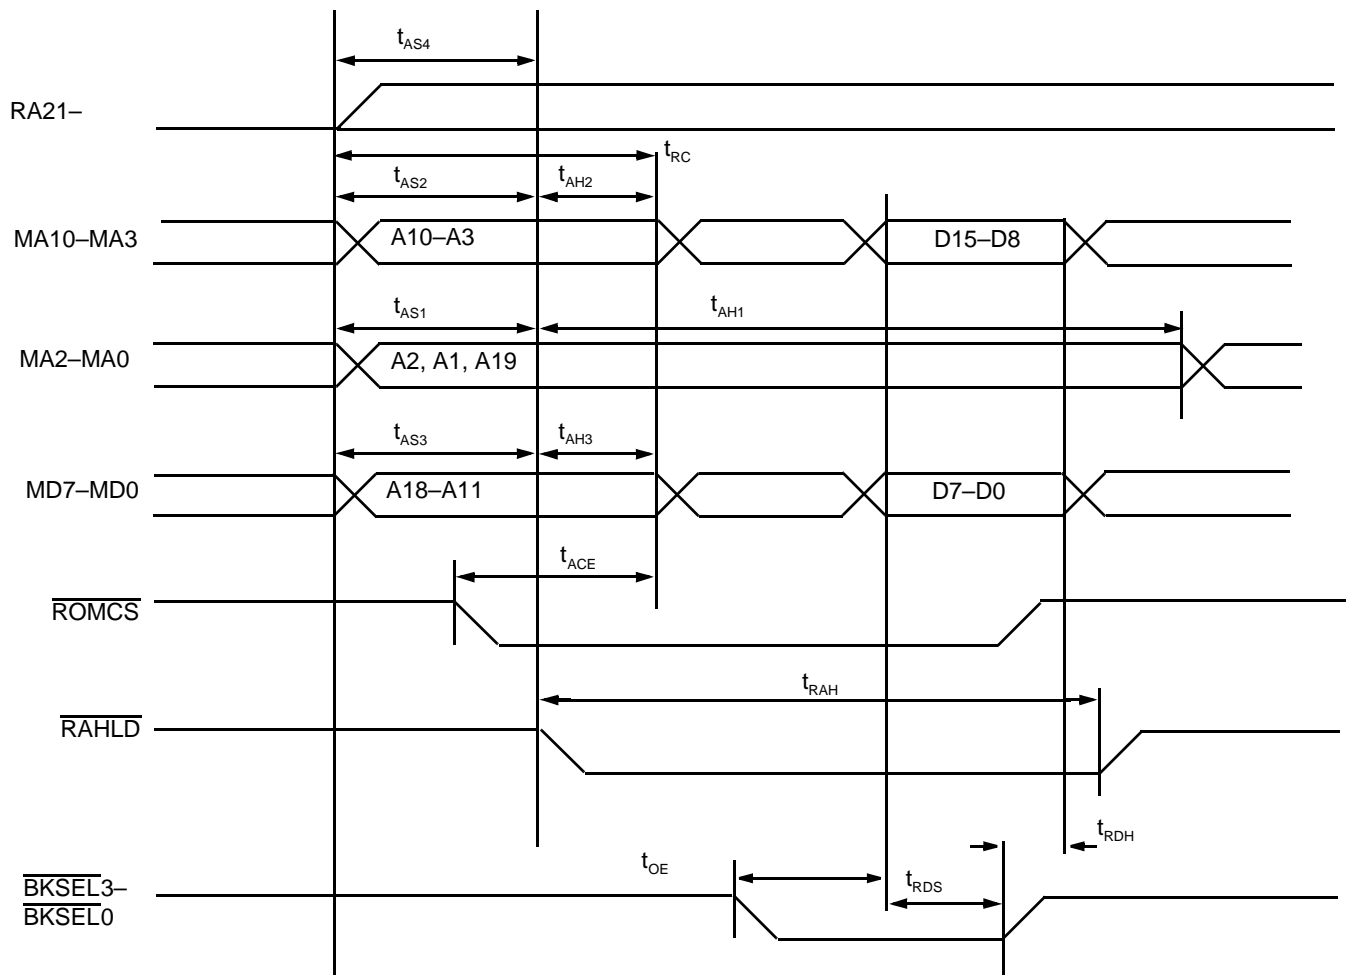 tAS4
RA21–
tRC
tAS2
tAH2
MA10–MA3
A10–A3
D15–D8
tAS1
tAH1
MA2–MA0
A2, A1, A19
tAS3
tAH3
MD7–MD0
A18–A11
D7–D0
tACE
ROMCS
tRAH
RAHLD
tRDH
tOE
tRDS
BKSEL3–
BKSEL0